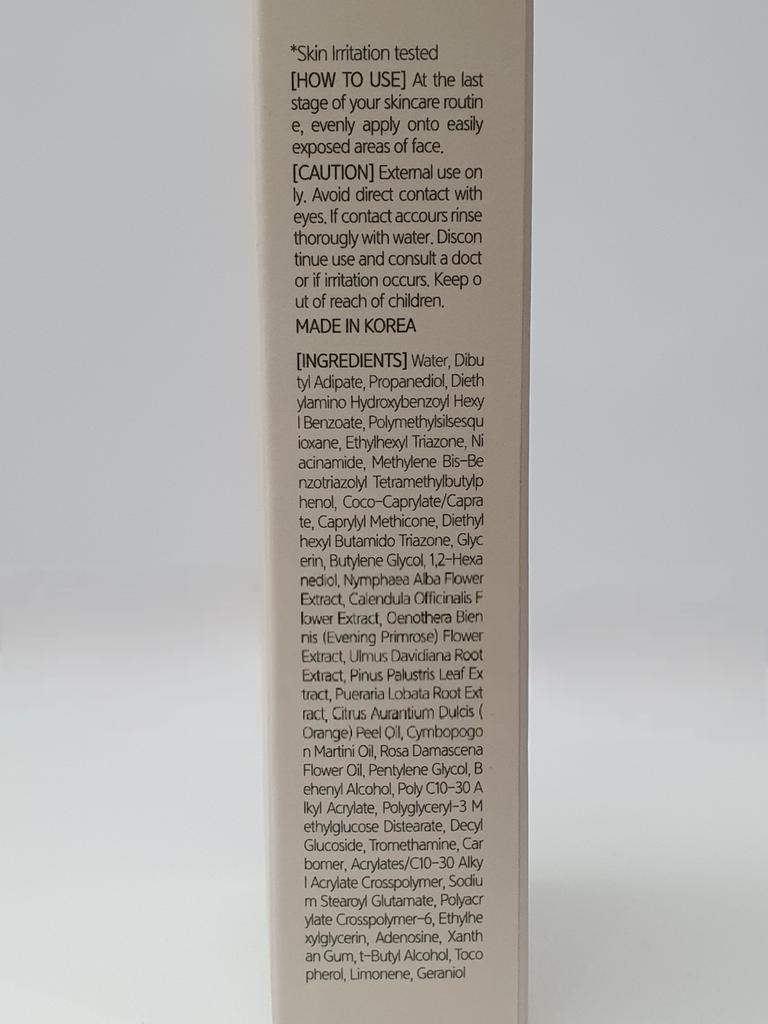 *Skin Irritation tested
[HOW TO USE] At the last
stage of your skincare routin
e, evenly apply onto easily
exposed areas of face.
[CAUTION] External use on
ly. Avoid direct contact with
eyes. If contact accours rinse
thorougly with water. Discon
tinue use and consult a doct
or if irritation occurs. Keep o
ut of reach of children.
MADE IN KOREA
[INGREDIENTS] Water, Dibu
tyl Adipate, Propanediol, Dieth
ylamino Hydroxybenzoyl Hexy
l Benzoate, Polymethylsilsesqu
ioxane, Ethylhexyl Triazone, Ni
acinamide, Methylene Bis-Be
nzotriazolyl Tetramethylbutylp
henol, Coco-Caprylate/Capra
te, Caprylyl Methicone, Diethyl
hexyl Butamido Triazone, Glyc
erin, Butylene Glycol, 1,2-Hexa
nediol, Nymphaea Alba Flower
Extract, Calendula Officinalis F
lower Extract, Oenothera Bien
nis (Evening Primrose) Flower
Extract, Ulmus Davidiana Root
Extract, Pinus Palustris Leaf Ex
tract, Pueraria Lobata Root Ext
ract, Citrus Aurantium Dulcis (
Orange) Peel Oil, Cymbopogo
n Martini Oil, Rosa Damascena
Flower Oil, Pentylene Glycol, B
ehenyl Alcohol, Poly C10-30 A
lkyl Acrylate, Polyglyceryl-3 M
ethylglucose Distearate, Decyl
Glucoside, Tromethamine, Car
bomer, Acrylates/C10-30 Alky
l Acrylate Crosspolymer, Sodiu
m Stearoyl Glutamate, Polyacr
ylate Crosspolymer-6, Ethylhe
xylglycerin, Adenosine, Xanth
an Gum, t-Butyl Alcohol, Toco
pherol, Limonene, Geraniol